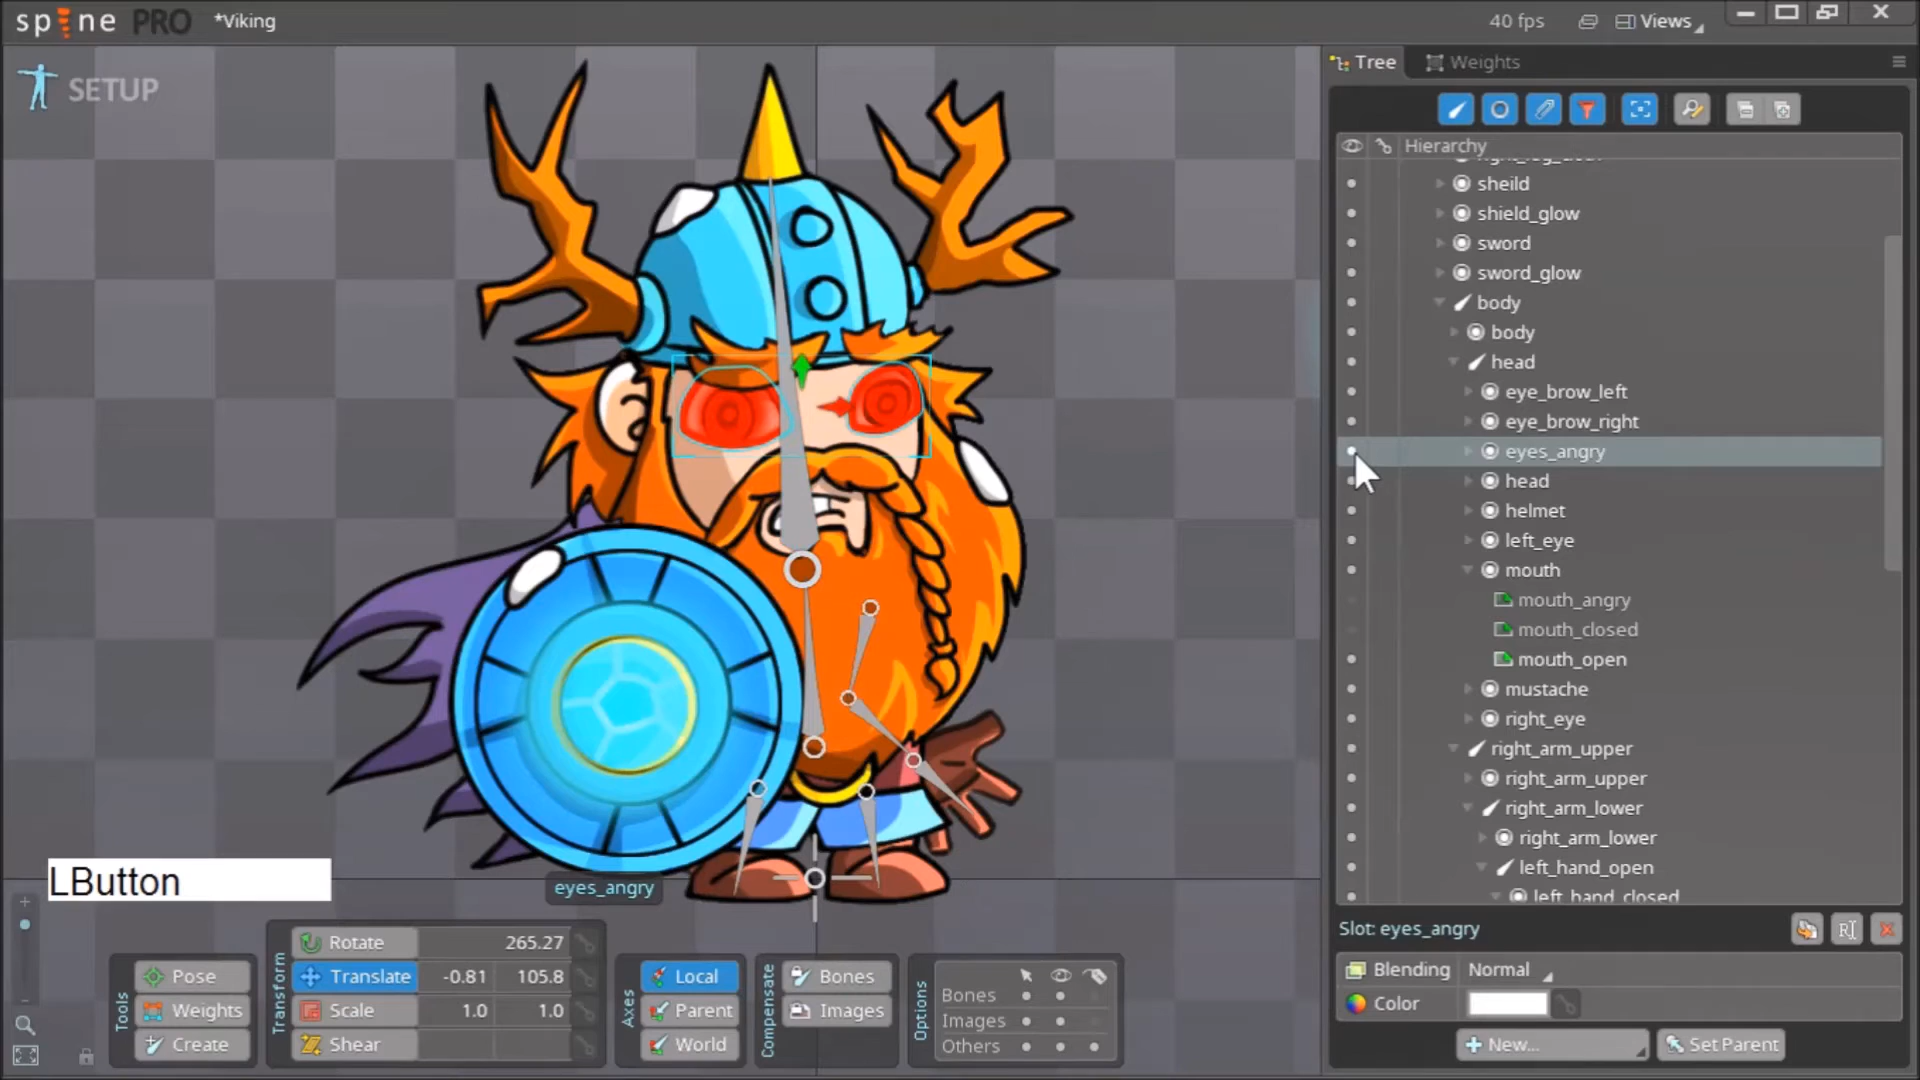 spine PRO *Viking
40 fps Views
SETUP
Tree Weights
Hierarchy
sheild
shield_glow
sword
sword_glow
body
body
head
eye_brow_left
eye_brow_right
eyes_angry
head
helmet
left_eye
mouth
mouth_angry
mouth_closed
mouth_open
mustache
right_eye
right_arm_upper
right_arm_upper
right_arm_lower
right_arm_lower
left_hand_open
left_hand_closed
LButton
eyes_angry
Slot: eyes_angry
Blending Normal
Color
New... Set Parent
Tools
Pose
Weights
Create
Transform
Rotate 265.27
Translate -0.81 105.8
Scale 1.0 1.0
Shear
Axes
Local
Parent
World
Compensate
Bones
Images
Options
Bones
Images
Others